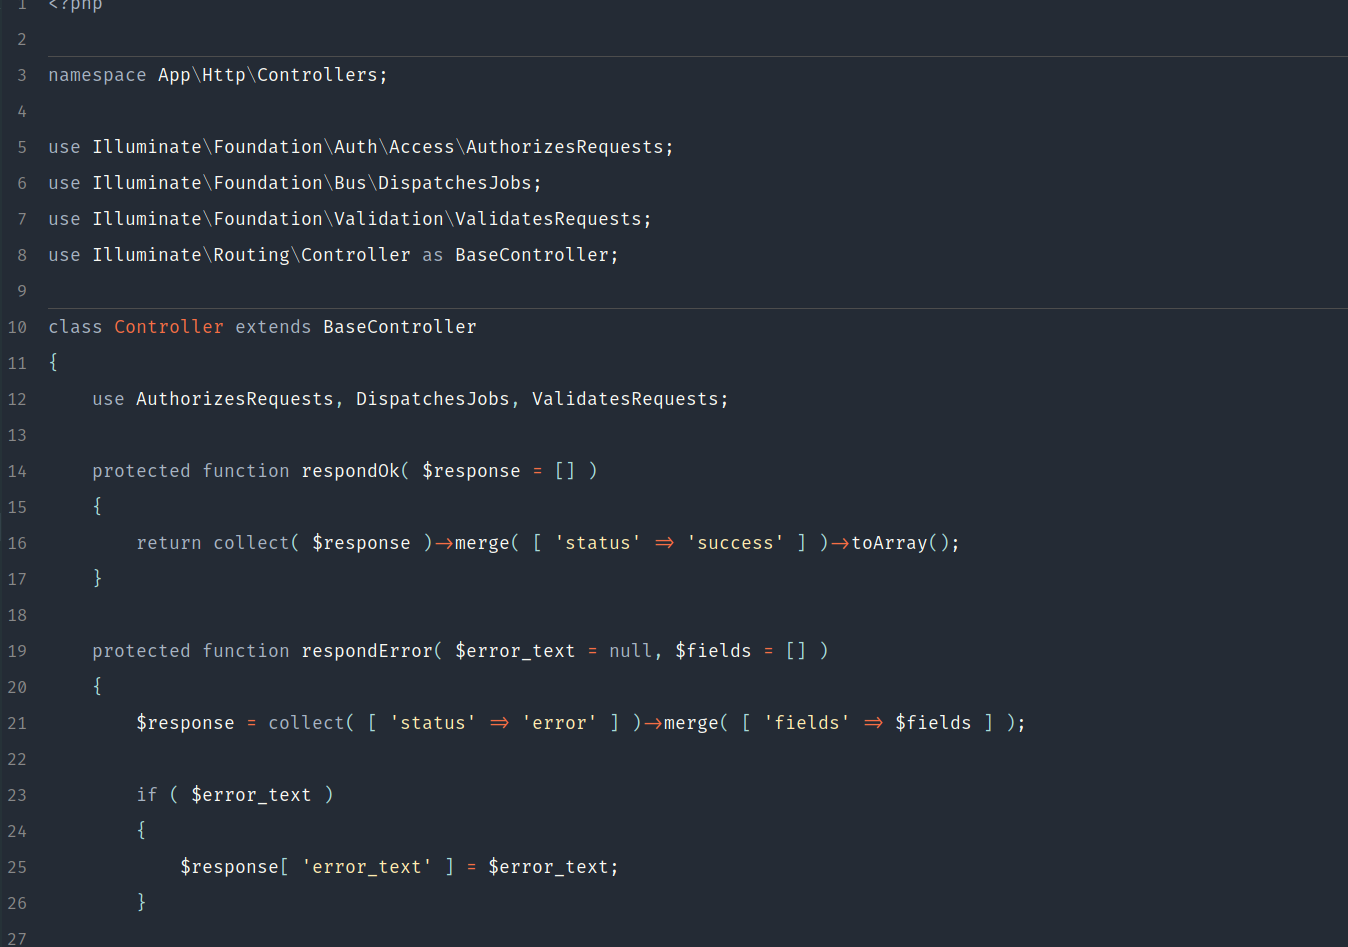 1 <?php
2
3 namespace App\Http\Controllers;
4
5 use Illuminate\Foundation\Auth\Access\AuthorizesRequests;
6 use Illuminate\Foundation\Bus\DispatchesJobs;
7 use Illuminate\Foundation\Validation\ValidatesRequests;
8 use Illuminate\Routing\Controller as BaseController;
9
10 class Controller extends BaseController
11 {
12     use AuthorizesRequests, DispatchesJobs, ValidatesRequests;
13
14     protected function respondOk( $response = [] )
15     {
16         return collect( $response )->merge( [ 'status' => 'success' ] )->toArray();
17     }
18
19     protected function respondError( $error_text = null, $fields = [] )
20     {
21         $response = collect( [ 'status' => 'error' ] )->merge( [ 'fields' => $fields ] );
22
23         if ( $error_text )
24         {
25             $response[ 'error_text' ] = $error_text;
26         }
27